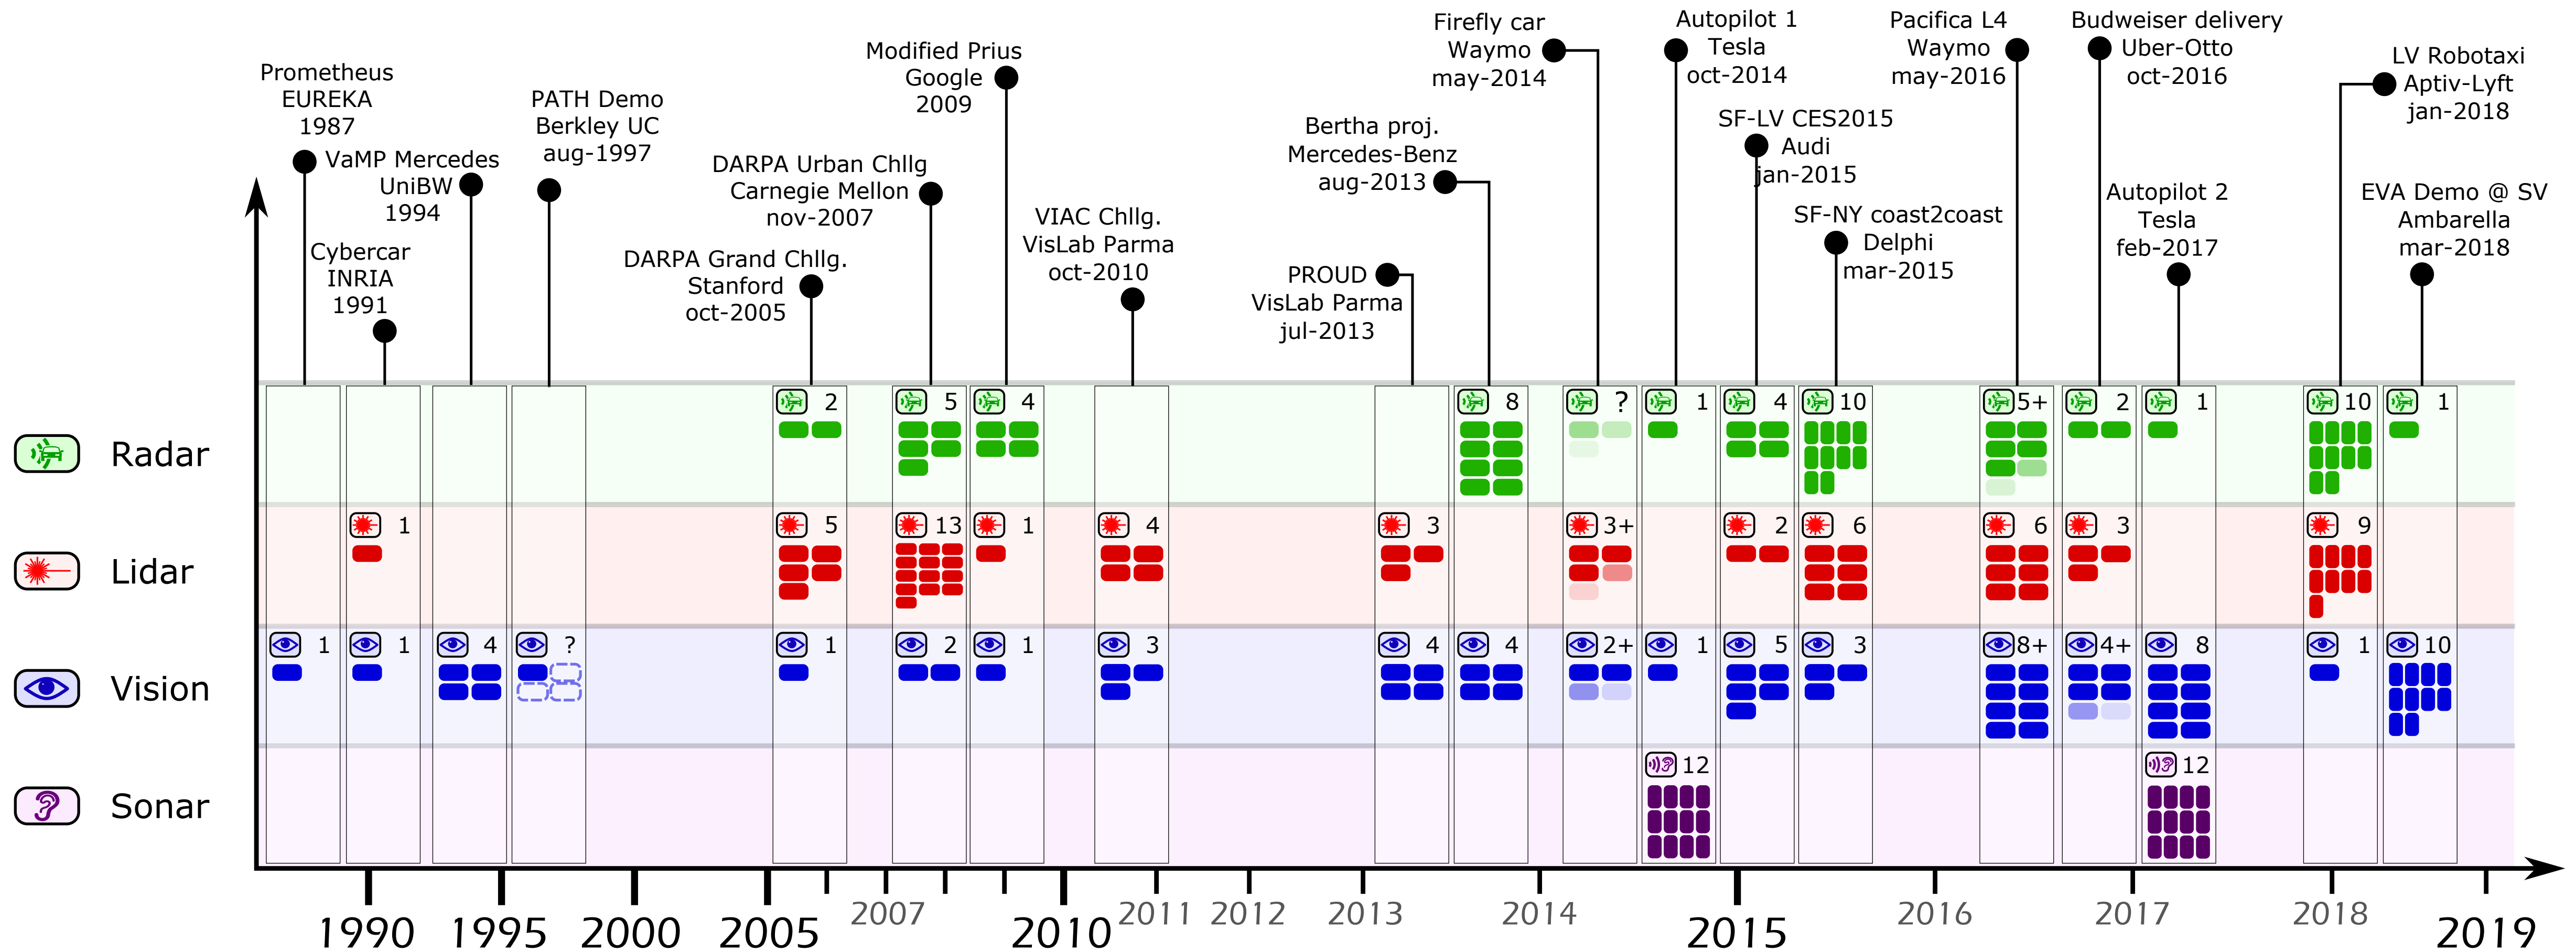 Prometheus
EUREKA
1987
VaMP Mercedes
UniBW
1994
Cybercar
INRIA
1991
PATH Demo
Berkley UC
aug-1997
DARPA Grand Chllg.
Stanford
oct-2005
DARPA Urban Chllg
Carnegie Mellon
nov-2007
Modified Prius
Google
2009
VIAC Chllg.
VisLab Parma
oct-2010
PROUD
VisLab Parma
jul-2013
Bertha proj.
Mercedes-Benz
aug-2013
Firefly car
Waymo
may-2014
Autopilot 1
Tesla
oct-2014
SF-LV CES2015
Audi
jan-2015
SF-NY coast2coast
Delphi
mar-2015
Pacifica L4
Waymo
may-2016
Budweiser delivery
Uber-Otto
oct-2016
Autopilot 2
Tesla
feb-2017
LV Robotaxi
Aptiv-Lyft
jan-2018
EVA Demo @ SV
Ambarella
mar-2018
Radar
2 5 4 8 ? 1 4 10 5+ 2 1 10 1
Lidar
1 5 13 1 4 3 3+ 2 6 6 3 9
Vision
1 1 4 ? 1 2 1 3 4 4 2+ 1 5 3 8+ 4+ 8 1 10
Sonar
12 12
1990 1995 2000 2005 2007 2010 2011 2012 2013 2014 2015 2016 2017 2018 2019